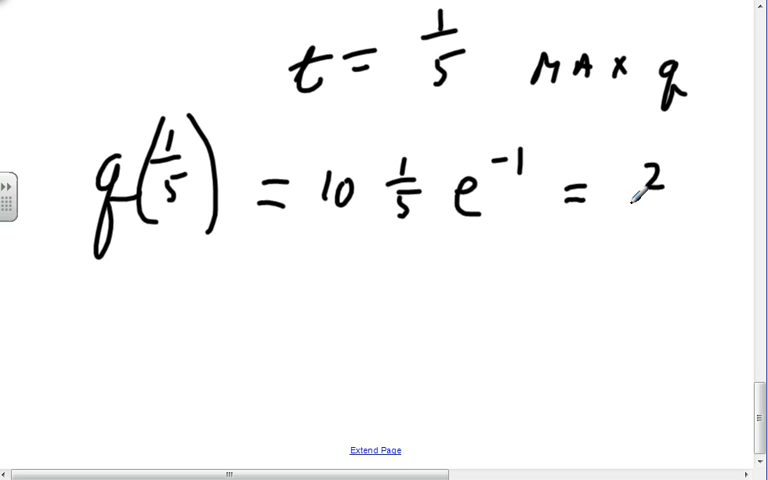 t = 1/5 MAX q
q(1/5) = 10 1/5 e^-1 = 2
Extend Page